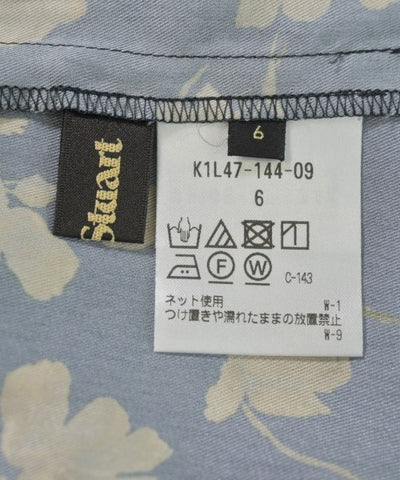 Stuart
6
K1L47-144-09
6
F W C-143
ネット使用 W-1
つけ置きや濡れたままの放置禁止
W-9